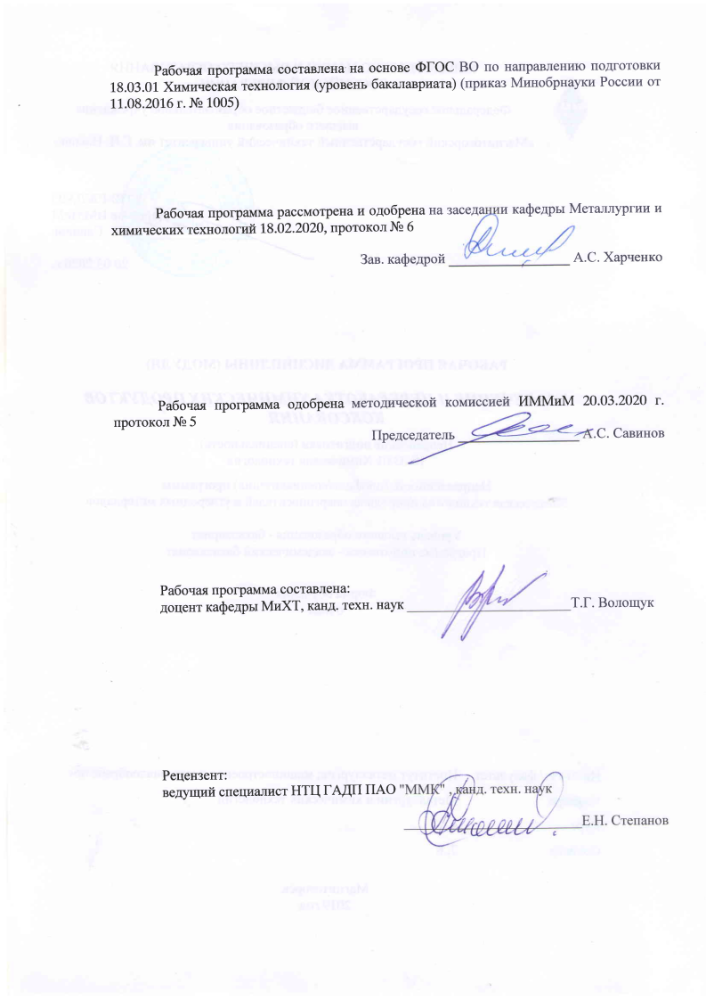 Рабочая программа составлена на основе ФГОС ВО по направлению подготовки
18.03.01 Химическая технология (уровень бакалавриата) (приказ Минобрнауки России от
11.08.2016 г. № 1005)
Рабочая программа рассмотрена и одобрена на заседании кафедры Металлургии и
химических технологий 18.02.2020, протокол № 6
Зав. кафедрой _________________ А.С. Харченко
Рабочая программа одобрена методической комиссией ИММиМ 20.03.2020 г.
протокол № 5
Председатель _________________ А.С. Савинов
Рабочая программа составлена:
доцент кафедры МиХТ, канд. техн. наук _______________________Т.Г. Волощук
Рецензент:
ведущий специалист НТЦ ГАДП ПАО "ММК" , канд. техн. наук
_________________________Е.Н. Степанов